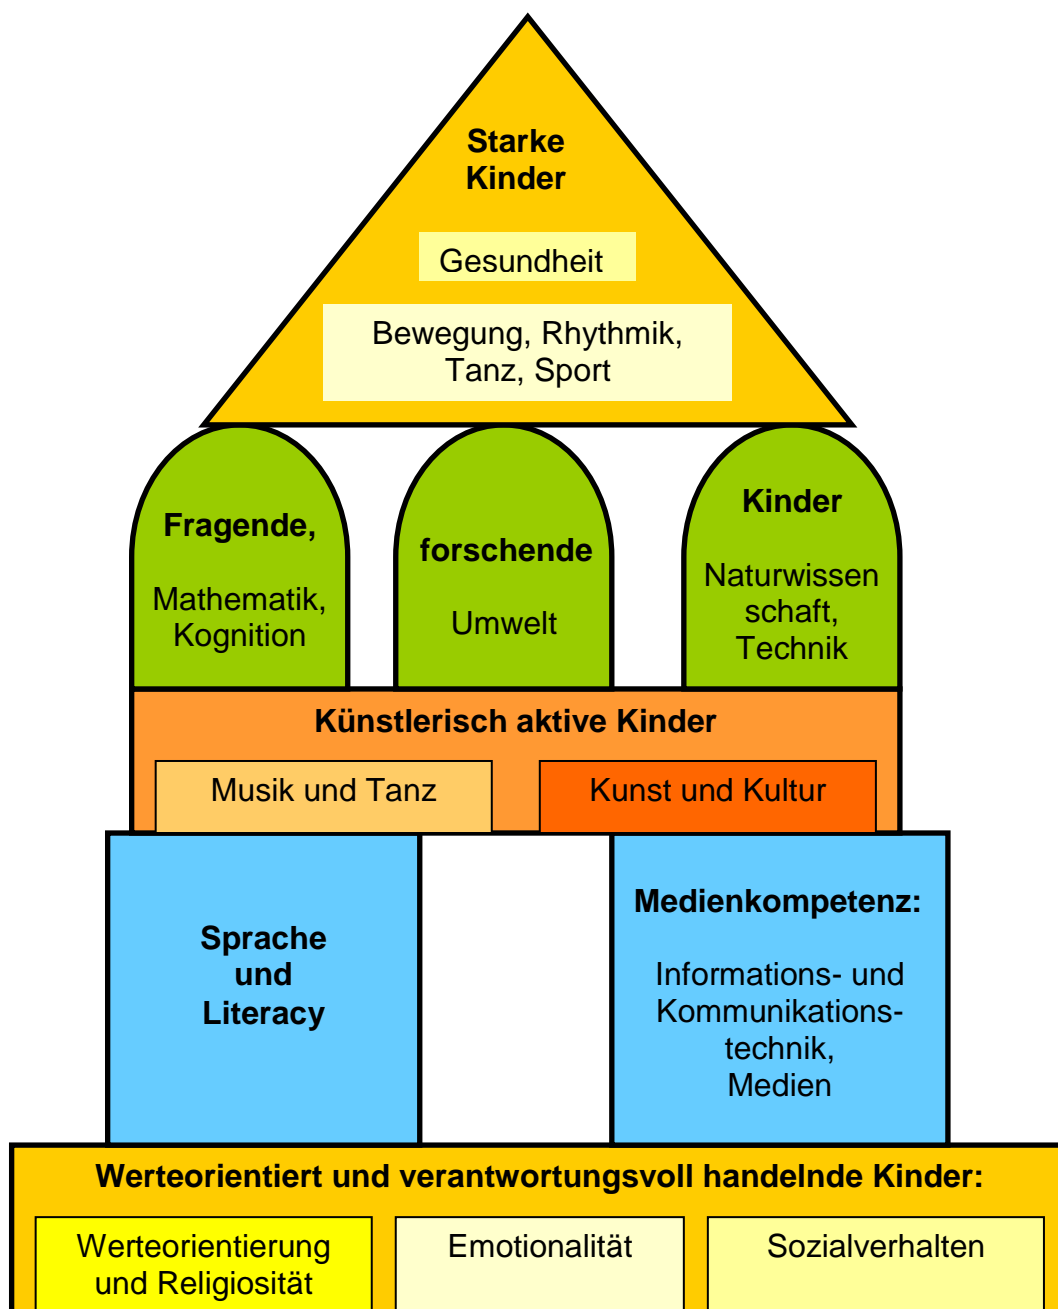 Starke
Kinder
Gesundheit
Bewegung, Rhythmik,
Tanz, Sport
Fragende,
Mathematik,
Kognition
forschende
Umwelt
Kinder
Naturwissen
schaft,
Technik
Künstlerisch aktive Kinder
Musik und Tanz
Kunst und Kultur
Sprache
und
Literacy
Medienkompetenz:
Informations- und
Kommunikations-
technik,
Medien
Werteorientiert und verantwortungsvoll handelnde Kinder:
Werteorientierung
und Religiosität
Emotionalität
Sozialverhalten